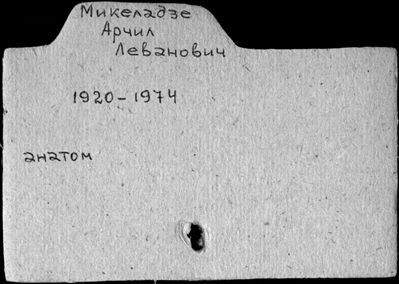 Микеладзе
Арчил
Леванович
1920-1974
анатом